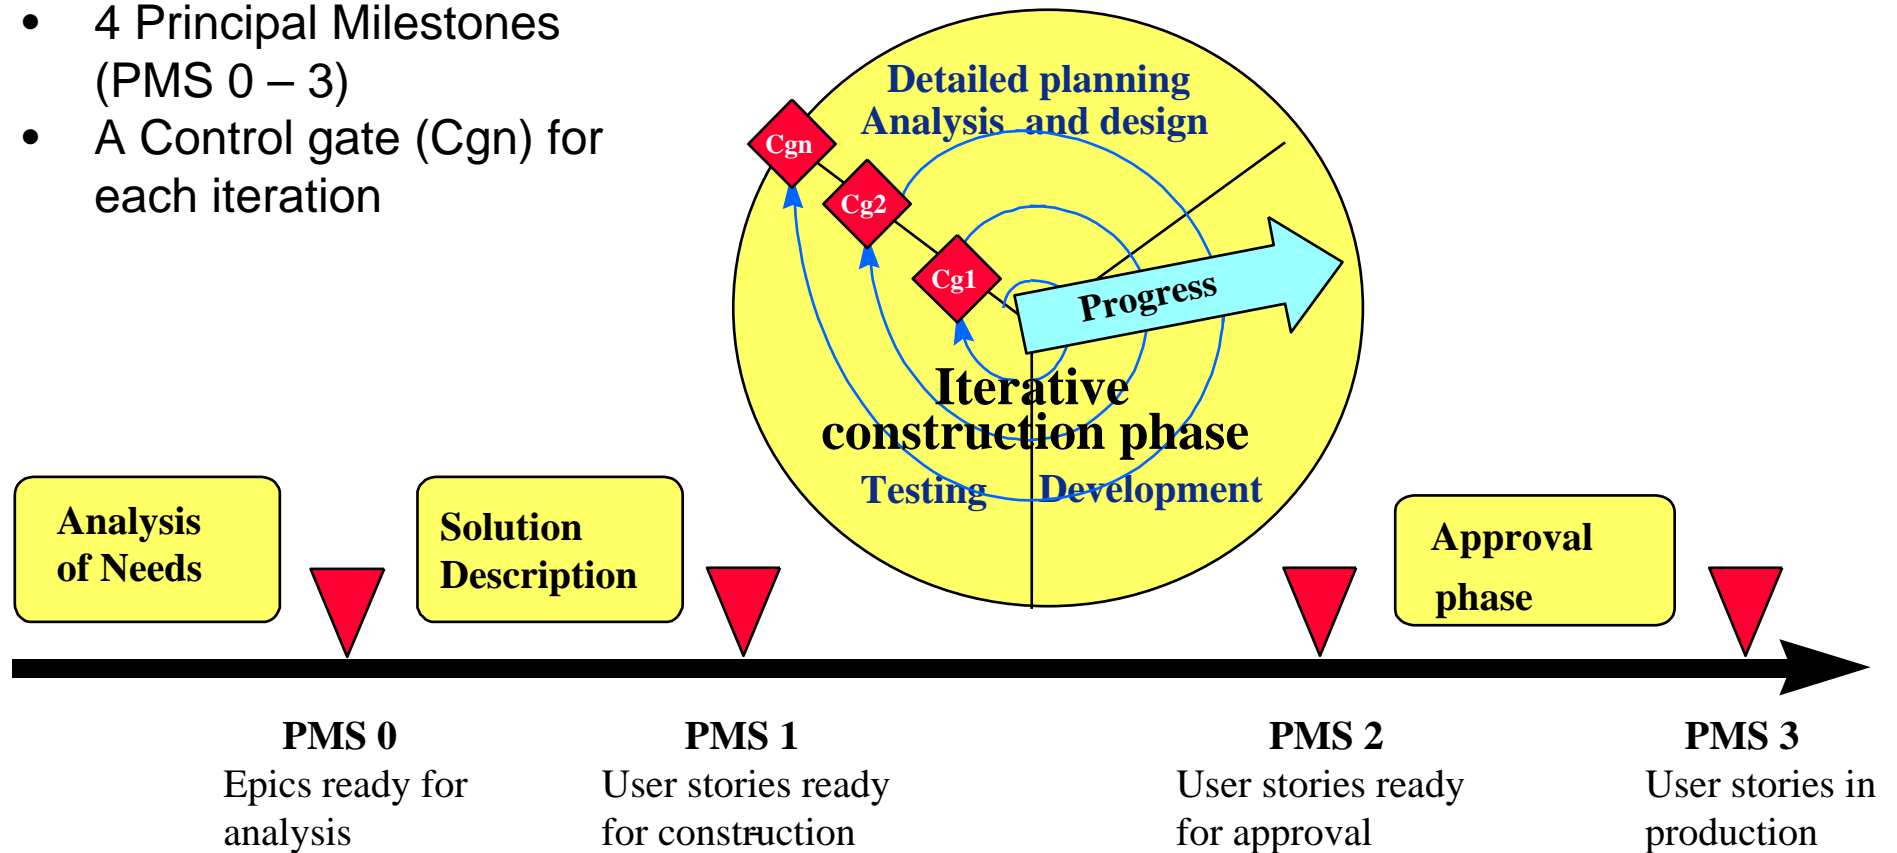 • 4 Principal Milestones
(PMS 0 – 3)
• A Control gate (Cgn) for
each iteration
Detailed planning
Analysis and design
Cgn
Cg2
Cg1
Progress
Iterative
construction phase
Testing
Development
Analysis
of Needs
Solution
Description
Approval
phase
PMS 0
Epics ready for
analysis
PMS 1
User stories ready
for construction
PMS 2
User stories ready
for approval
PMS 3
User stories in
production